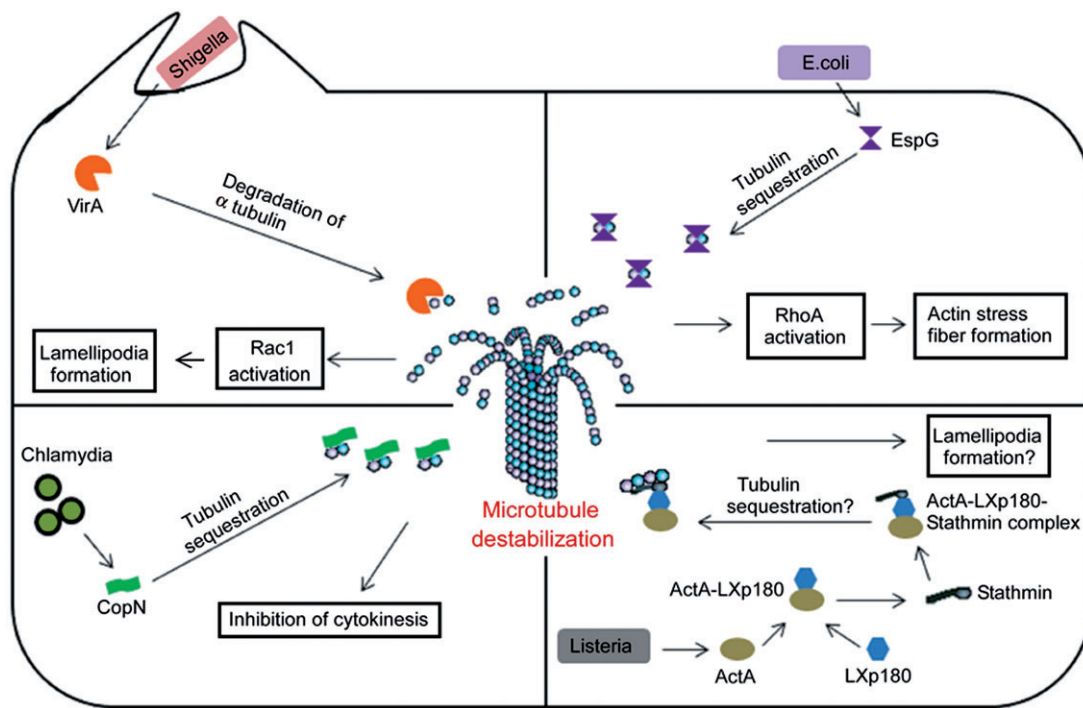 Shigella
VirA
Degradation of
α tubulin
Rac1
activation
Lamellipodia
formation
E.coli
EspG
Tubulin
sequestration
RhoA
activation
Actin stress
fiber formation
Chlamydia
CopN
Tubulin
sequestration
Inhibition of cytokinesis
Microtubule
destabilization
Lamellipodia
formation?
Tubulin
sequestration?
ActA-LXp180-
Stathmin complex
ActA-LXp180
Stathmin
Listeria
ActA
LXp180